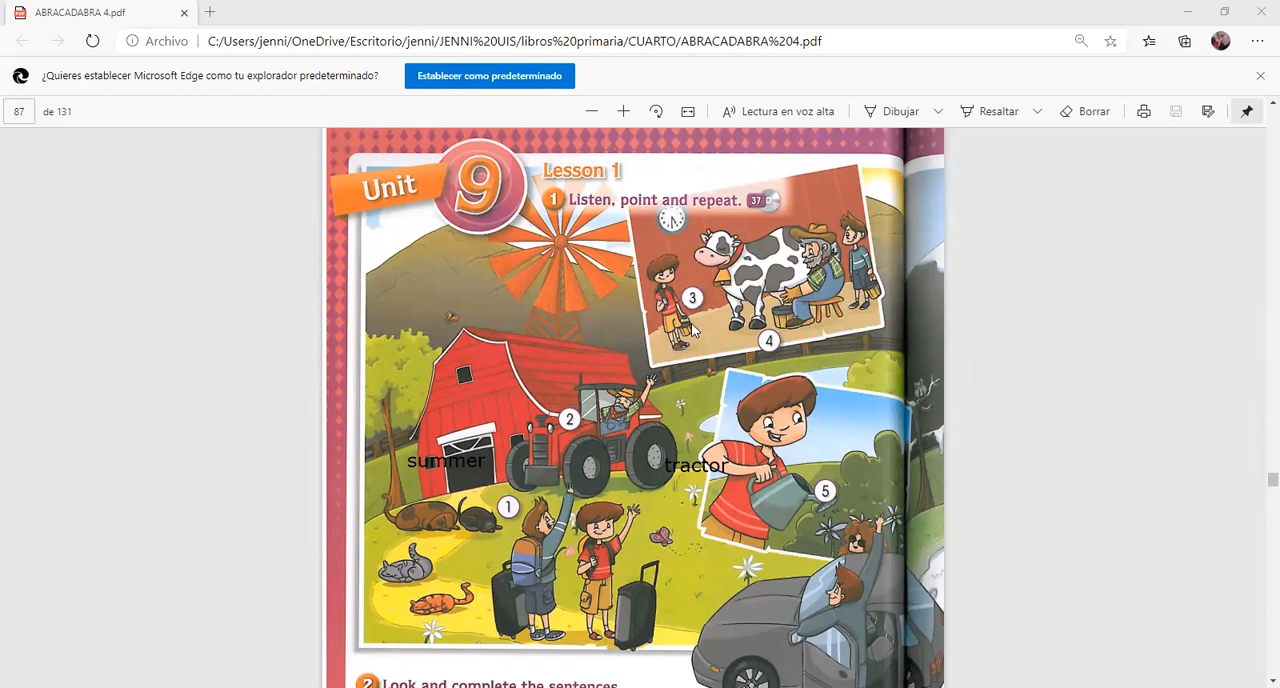 ABRACADABRA 4.pdf
Archivo
C:/Users/jenni/OneDrive/Escritorio/jenni/JENNI%20UIS/libros%20primaria/CUARTO/ABRACADABRA%204.pdf
¿Quieres establecer Microsoft Edge como tu explorador predeterminado?
Establecer como predeterminado
87 de 131
Lectura en voz alta
Dibujar
Resaltar
Borrar
Unit 9
Lesson 1
1 Listen, point and repeat. 37
3
4
2
summer
tractor
5
1
2 Look and complete the sentences